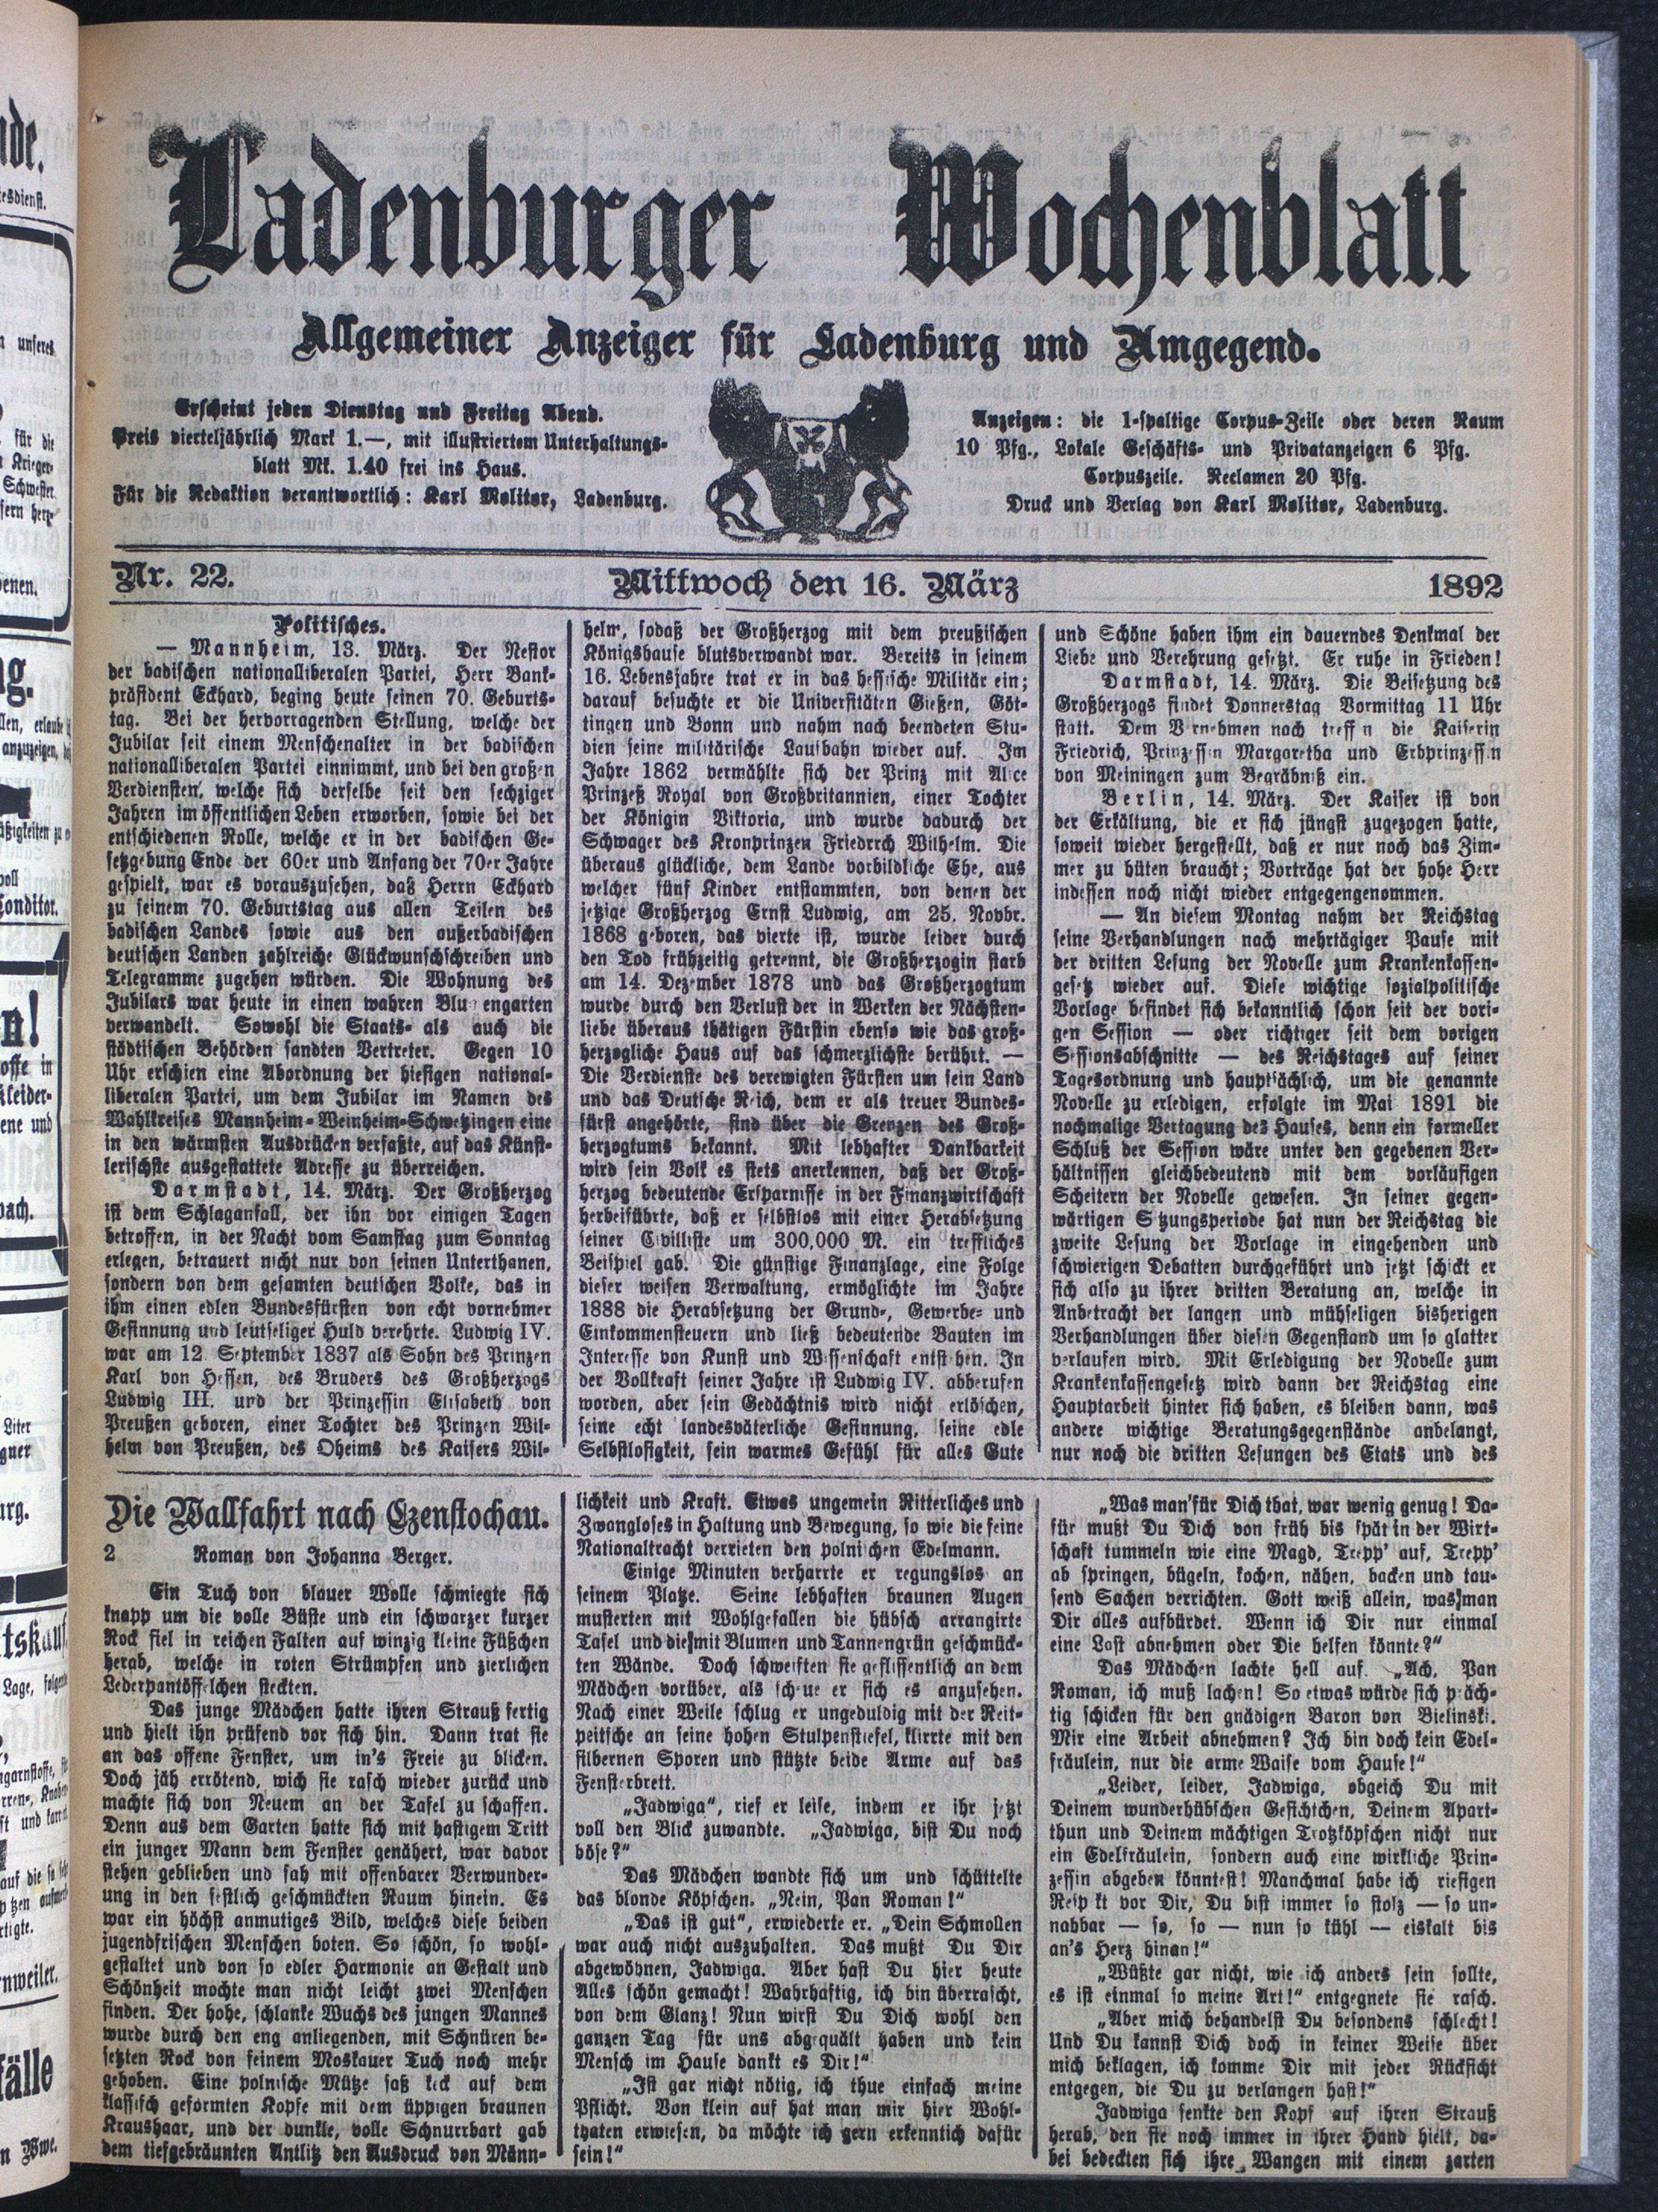 Ladenburger Wochenblatt
Allgemeiner Anzeiger für Ladenburg und Umgegend.
Erscheint jeden Dienstag und Freitag Abend.
Preis vierteljährlich Mark 1.—, mit illustriertem Unterhaltungs-
blatt Mk. 1.40 frei ins Haus.
Für die Redaktion verantwortlich: Karl Molitor, Ladenburg.
Anzeigen: die 1-spaltige Corpus-Zeile oder deren Raum
10 Pfg., Lokale Geschäfts- und Privatanzeigen 6 Pfg.
Corpuszeile. Reclamen 20 Pfg.
Druck und Verlag von Karl Molitor, Ladenburg.
Nr. 22. Mittwoch den 16. März 1892
Politisches.
— Mannheim, 13. März. Der Nestor
der badischen nationalliberalen Partei, Herr Bank-
präsident Eckhard, beging heute seinen 70. Geburts-
tag. Bei der hervorragenden Stellung, welche der
Jubilar seit einem Menschenalter in der badischen
nationalliberalen Partei einnimmt, und bei den großen
Verdiensten, welche sich derselbe seit den sechziger
Jahren im öffentlichen Leben erworben, sowie bei der
entschiedenen Rolle, welche er in der badischen Ge-
setzgebung Ende der 60er und Anfang der 70er Jahre
gespielt, war es vorauszusehen, daß Herrn Eckhard
zu seinem 70. Geburtstag aus allen Teilen des
badischen Landes sowie aus den außerbadischen
deutschen Landen zahlreiche Glückwunschschreiben und
Telegramme zugehen würden. Die Wohnung des
Jubilars war heute in einen wahren Blu engarten
verwandelt. Sowohl die Staats- als auch die
städtischen Behörden sandten Vertreter. Gegen 10
Uhr erschien eine Abordnung der hiesigen national-
liberalen Partei, um dem Jubilar im Namen des
Wahlkreises Mannheim-Weinheim-Schwetzingen eine
in den wärmsten Ausdrücken verfaßte, auf das Künst-
lerischste ausgestattete Adresse zu überreichen.
Darmstadt, 14. März. Der Großherzog
ist dem Schlaganfall, der ihn vor einigen Tagen
betroffen, in der Nacht vom Samstag zum Sonntag
erlegen, betrauert nicht nur von seinen Unterthanen,
sondern von dem gesamten deutschen Volke, das in
ihm einen edlen Bundesfürsten von echt vornehmer
Gesinnung und leutseliger Huld verehrte. Ludwig IV.
war am 12 September 1837 als Sohn des Prinzen
Karl von Hessen, des Bruders des Großherzogs
Ludwig III. und der Prinzessin Elisabeth von
Preußen geboren, einer Tochter des Prinzen Wil-
helm von Preußen, des Oheims des Kaisers Wil-
helm, sodaß der Großherzog mit dem preußischen
Königshause blutsverwandt war. Bereits in seinem
16. Lebensjahre trat er in das hessische Militär ein;
darauf besuchte er die Universitäten Gießen, Göt-
tingen und Bonn und nahm nach beendeten Stu-
dien seine militärische Laufbahn wieder auf. Im
Jahre 1862 vermählte sich der Prinz mit Alice
Prinzeß Royal von Großbritannien, einer Tochter
der Königin Viktoria, und wurde dadurch der
Schwager des Kronprinzen Friedrrch Wilhelm. Die
überaus glückliche, dem Lande vorbildliche Ehe, aus
welcher fünf Kinder entstammten, von denen der
jetzige Großherzog Ernst Ludwig, am 25. Novbr.
1868 geboren, das vierte ist, wurde leider durch
den Tod frühzeitig getrennt, die Großherzogin starb
am 14. Dezember 1878 und das Großherzogtum
wurde durch den Verlust der in Werken der Nächsten-
liebe überaus thätigen Fürstin ebenso wie das groß-
herzogliche Haus auf das schmerzlichste berührt. —
Die Verdienste des verewigten Fürsten um sein Land
und das Deutsche Reich, dem er als treuer Bundes-
fürst angehörte, sind über die Grenzen des Groß-
herzogtums bekannt. Mit lebhafter Dankbarkeit
wird sein Volk es stets anerkennen, daß der Groß-
herzog bedeutende Ersparnisse in der Finanzwirtschaft
herbeiführte, daß er selbstlos mit einer Herabsetzung
seiner Civilliste um 300,000 M. ein treffliches
Beispiel gab. Die günstige Finanzlage, eine Folge
dieser weisen Verwaltung, ermöglichte im Jahre
1888 die Herabsetzung der Grund-, Gewerbe- und
Einkommensteuern und ließ bedeutende Bauten im
Interesse von Kunst und Wissenschaft entstehen. In
der Vollkraft seiner Jahre ist Ludwig IV. abberufen
worden, aber sein Gedächtnis wird nicht erlöschen,
seine echt landesväterliche Gesinnung, seine edle
Selbstlosigkeit, sein warmes Gefühl für alles Gute
und Schöne haben ihm ein dauerndes Denkmal der
Liebe und Verehrung gesetzt. Er ruhe in Frieden!
Darmstadt, 14. März. Die Beisetzung des
Großherzogs findet Donnerstag Vormittag 11 Uhr
statt. Dem Vernehmen nach treffen die Kaiserin
Friedrich, Prinzessin Margaretha und Erbprinzessin
von Meiningen zum Begräbniß ein.
Berlin, 14. März. Der Kaiser ist von
der Erkältung, die er sich jüngst zugezogen hatte,
soweit wieder hergestellt, daß er nur noch das Zim-
mer zu hüten braucht; Vorträge hat der hohe Herr
indessen noch nicht wieder entgegengenommen.
— An diesem Montag nahm der Reichstag
seine Verhandlungen nach mehrtägiger Pause mit
der dritten Lesung der Novelle zum Krankenkassen-
gesetz wieder auf. Diese wichtige sozialpolitische
Vorlage befindet sich bekanntlich schon seit der vori-
gen Session — oder richtiger seit dem vorigen
Sessionsabschnitte — des Reichstages auf seiner
Tagesordnung und hauptsächlich, um die genannte
Novelle zu erledigen, erfolgte im Mai 1891 die
nochmalige Vertagung des Hauses, denn ein formeller
Schluß der Session wäre unter den gegebenen Ver-
hältnissen gleichbedeutend mit dem vorläufigen
Scheitern der Novelle gewesen. In seiner gegen-
wärtigen Sitzungsperiode hat nun der Reichstag die
zweite Lesung der Vorlage in eingehenden und
schwierigen Debatten durchgeführt und jetzt schickt er
sich also zu ihrer dritten Beratung an, welche in
Anbetracht der langen und mühseligen bisherigen
Verhandlungen über diesen Gegenstand um so glatter
verlaufen wird. Mit Erledigung der Novelle zum
Krankenkassengesetz wird dann der Reichstag eine
Hauptarbeit hinter sich haben, es bleiben dann, was
andere wichtige Beratungsgegenstände anbelangt,
nur noch die dritten Lesungen des Etats und des
Die Wallfahrt nach Czenstochau.
2 Roman von Johanna Berger.
Ein Tuch von blauer Wolle schmiegte sich
knapp um die volle Büste und ein schwarzer kurzer
Rock fiel in reichen Falten auf winzig kleine Füßchen
herab, welche in roten Strümpfen und zierlichen
Lederpantöffelchen steckten.
Das junge Mädchen hatte ihren Strauß fertig
und hielt ihn prüfend vor sich hin. Dann trat sie
an das offene Fenster, um in's Freie zu blicken.
Doch jäh errötend, wich sie rasch wieder zurück und
machte sich von Neuem an der Tafel zu schaffen.
Denn aus dem Garten hatte sich mit hastigem Tritt
ein junger Mann dem Fenster genähert, war davor
stehen geblieben und sah mit offenbarer Verwunder-
ung in den festlich geschmückten Raum hinein. Es
war ein höchst anmutiges Bild, welches diese beiden
jugendfrischen Menschen boten. So schön, so wohl-
gestaltet und von so edler Harmonie an Gestalt und
Schönheit mochte man nicht leicht zwei Menschen
finden. Der hohe, schlanke Wuchs des jungen Mannes
wurde durch den eng anliegenden, mit Schnüren be-
setzten Rock von feinem Moskauer Tuch noch mehr
gehoben. Eine polnische Mütze saß keck auf dem
klassisch geformten Kopfe mit dem üppigen braunen
Kraushaar, und der dunkle, volle Schnurrbart gab
dem tiefgebräunten Antlitz den Ausdruck von Männ-
lichkeit und Kraft. Etwas ungemein Ritterliches und
Zwangloses in Haltung und Bewegung, so wie die feine
Nationaltracht verrieten den polnischen Edelmann.
Einige Minuten verharrte er regungslos an
seinem Platze. Seine lebhaften braunen Augen
musterten mit Wohlgefallen die hübsch arrangirte
Tafel und die mit Blumen und Tannengrün geschmück-
ten Wände. Doch schweiften sie geflissentlich an dem
Mädchen vorüber, als scheue er sich es anzusehen.
Nach einer Weile schlug er ungeduldig mit der Reit-
peitsche an seine hohen Stulpenstiefel, klirrte mit den
silbernen Sporen und stützte beide Arme auf das
Fensterbrett.
„Jadwiga“, rief er leise, indem er ihr jetzt
voll den Blick zuwandte. „Jadwiga, bist Du noch
böse?“
Das Mädchen wandte sich um und schüttelte
das blonde Köpfchen. „Nein, Pan Roman!“
„Das ist gut“, erwiederte er. „Dein Schmollen
war auch nicht auszuhalten. Das mußt Du Dir
abgewöhnen, Jadwiga. Aber hast Du hier heute
Alles schön gemacht! Wahrhaftig, ich bin überrascht,
von dem Glanz! Nun wirst Du Dich wohl den
ganzen Tag für uns abgequält haben und kein
Mensch im Hause dankt es Dir!“
„Ist gar nicht nötig, ich thue einfach meine
Pflicht. Von klein auf hat man mir hier Wohl-
thaten erwiesen, da möchte ich gern erkenntlich dafür
sein!“
„Was man für Dich that, war wenig genug! Da-
für mußt Du Dich von früh bis spät in der Wirt-
schaft tummeln wie eine Magd, Trepp' auf, Trepp'
ab springen, bügeln, kochen, nähen, backen und tau-
send Sachen verrichten. Gott weiß allein, was man
Dir alles aufbürdet. Wenn ich Dir nur einmal
eine Last abnehmen oder Die helfen könnte?“
Das Mädchen lachte hell auf. „Ach, Pan
Roman, ich muß lachen! So etwas würde sich präch-
tig schicken für den gnädigen Baron von Bielinski.
Mir eine Arbeit abnehmen? Ich bin doch kein Edel-
fräulein, nur die arme Waise vom Hause!“
„Leider, leider, Jadwiga, obgeich Du mit
Deinem wunderhübschen Gesichtchen, Deinem Apart-
thun und Deinem mächtigen Trotzköpfchen nicht nur
ein Edelfräulein, sondern auch eine wirkliche Prin-
zessin abgeben könntest! Manchmal habe ich riesigen
Respekt vor Dir, Du bist immer so stolz — so un-
nahbar — so, so — nun so kühl — eiskalt bis
an's Herz hinan!“
„Wüßte gar nicht, wie ich anders sein sollte,
es ist einmal so meine Art!“ entgegnete sie rasch.
„Aber mich behandelst Du besondens schlecht!
Und Du kannst Dich doch in keiner Weise über
mich beklagen, ich komme Dir mit jeder Rücksicht
entgegen, die Du zu verlangen hast!“
Jadwiga senkte den Kopf auf ihren Strauß
herab, den sie noch immer in ihrer Hand hielt, da-
bei bedeckten sich ihre Wangen mit einem zarten